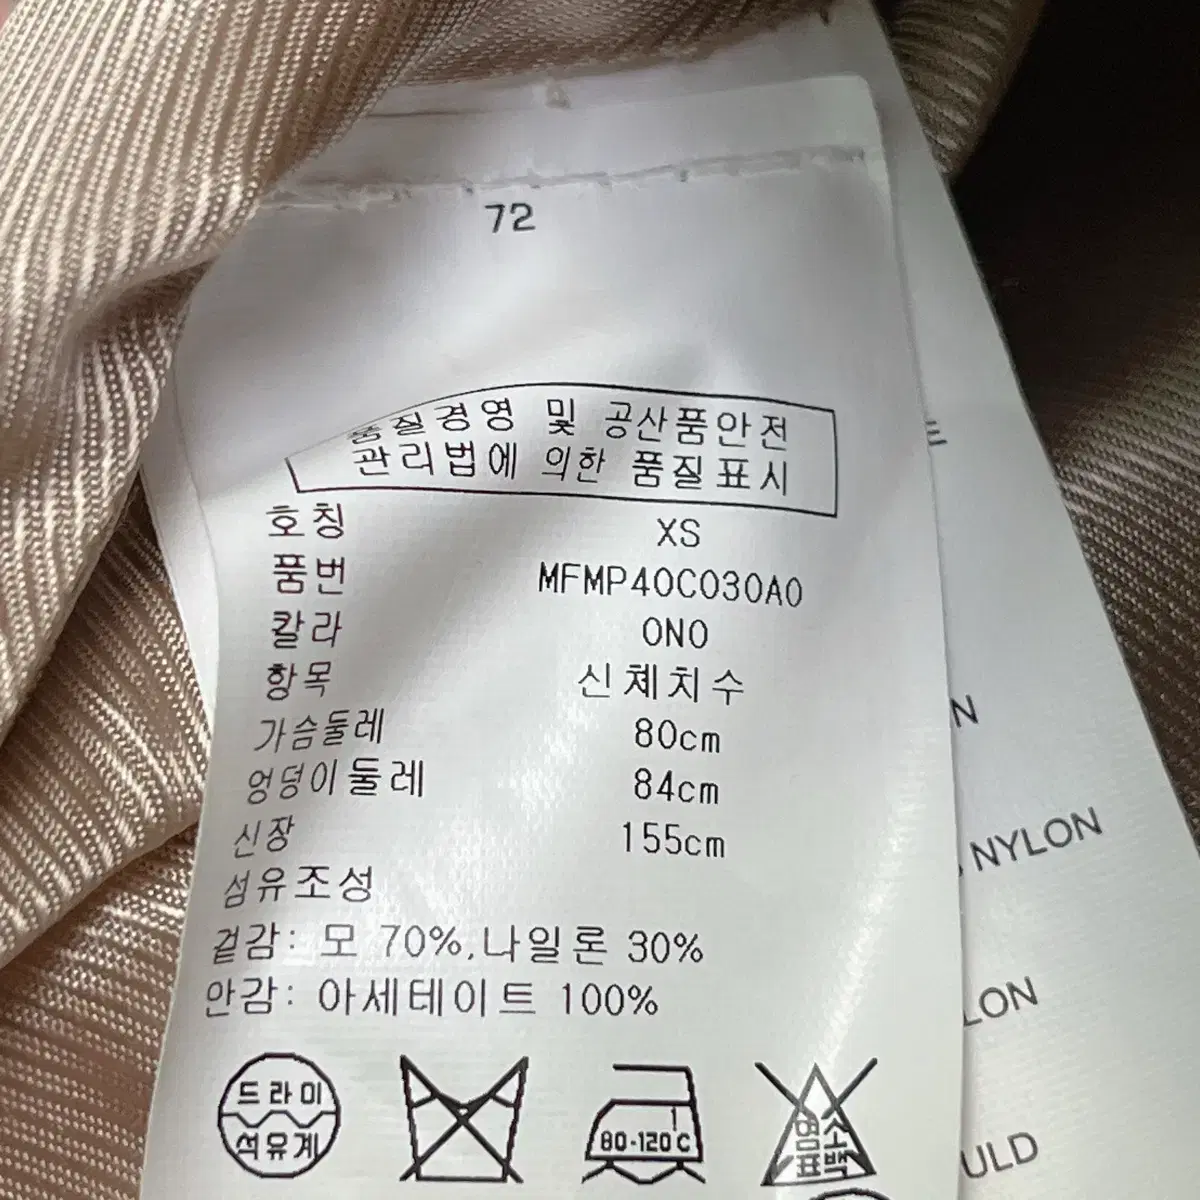 72
품질경영 및 공산품안전
관리법에 의한 품질표시
호칭 XS
품번 MFMP40C030A0
칼라 ONO
항목 신체치수
가슴둘레 80cm
엉덩이둘레 84cm
신장 155cm
섬유조성
겉감: 모 70%,나일론 30%
안감: 아세테이트 100%
드라이
석유계
80-120℃
염소
표백
N
NYLON
LON
ULD